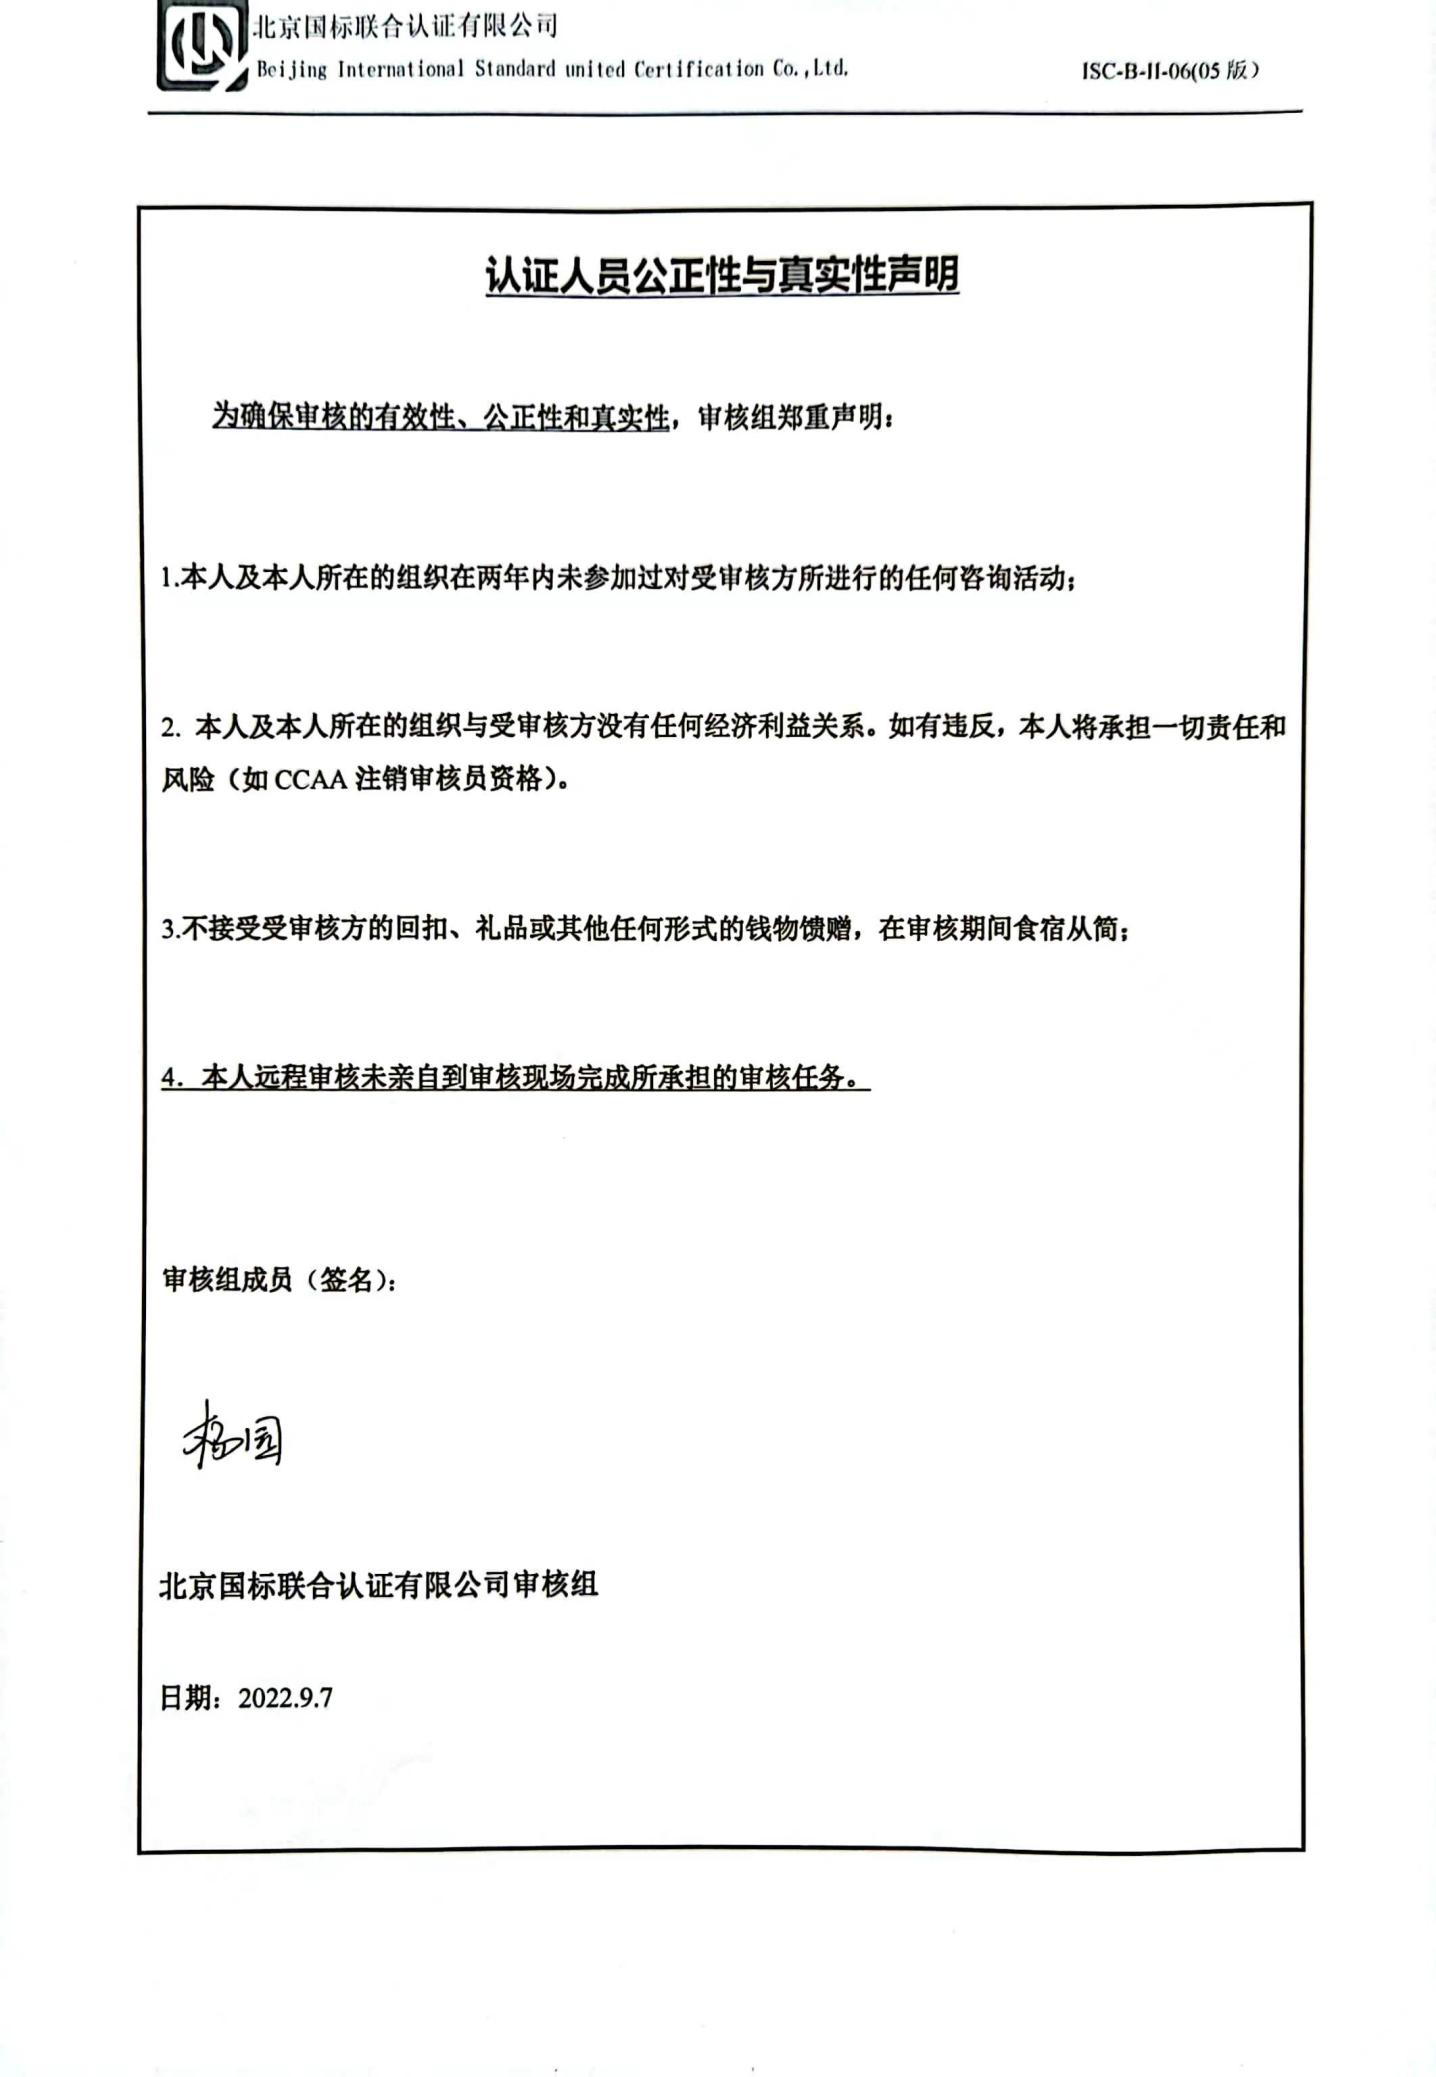 北京国标联合认证有限公司
Beijing International Standard united Certification Co.,Ltd.
ISC-B-II-06(05 版)
认证人员公正性与真实性声明
为确保审核的有效性、公正性和真实性，审核组郑重声明：
1.本人及本人所在的组织在两年内未参加过对受审核方所进行的任何咨询活动；
2. 本人及本人所在的组织与受审核方没有任何经济利益关系。如有违反，本人将承担一切责任和
风险（如 CCAA 注销审核员资格）。
3.不接受受审核方的回扣、礼品或其他任何形式的钱物馈赠，在审核期间食宿从简；
4. 本人远程审核未亲自到审核现场完成所承担的审核任务。
审核组成员（签名）：
杨园
北京国标联合认证有限公司审核组
日期：2022.9.7